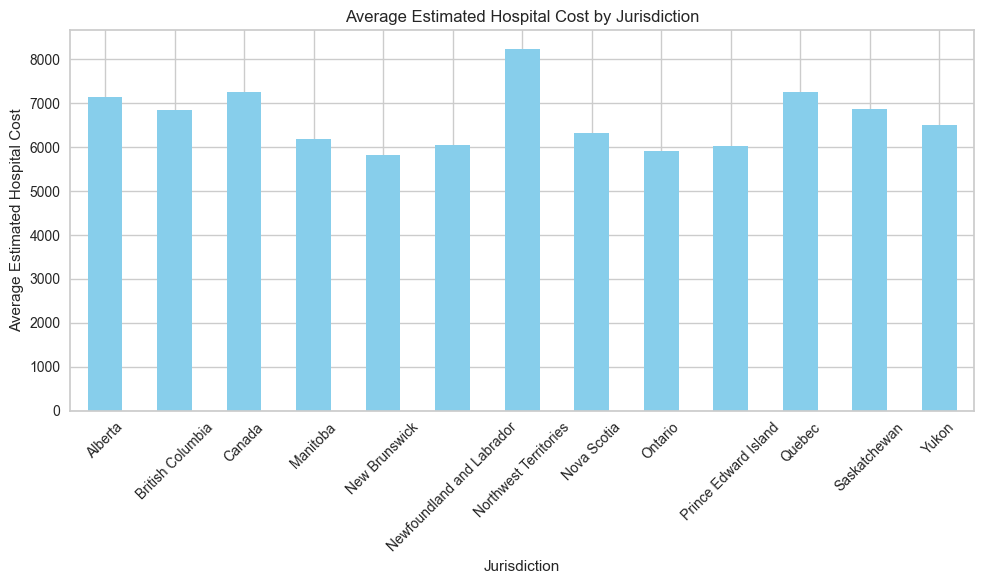 Average Estimated Hospital Cost by Jurisdiction
Average Estimated Hospital Cost
8000
7000
6000
5000
4000
3000
2000
1000
0
Alberta
British Columbia
Canada
Manitoba
New Brunswick
Newfoundland and Labrador
Northwest Territories
Nova Scotia
Ontario
Prince Edward Island
Quebec
Saskatchewan
Yukon
Jurisdiction